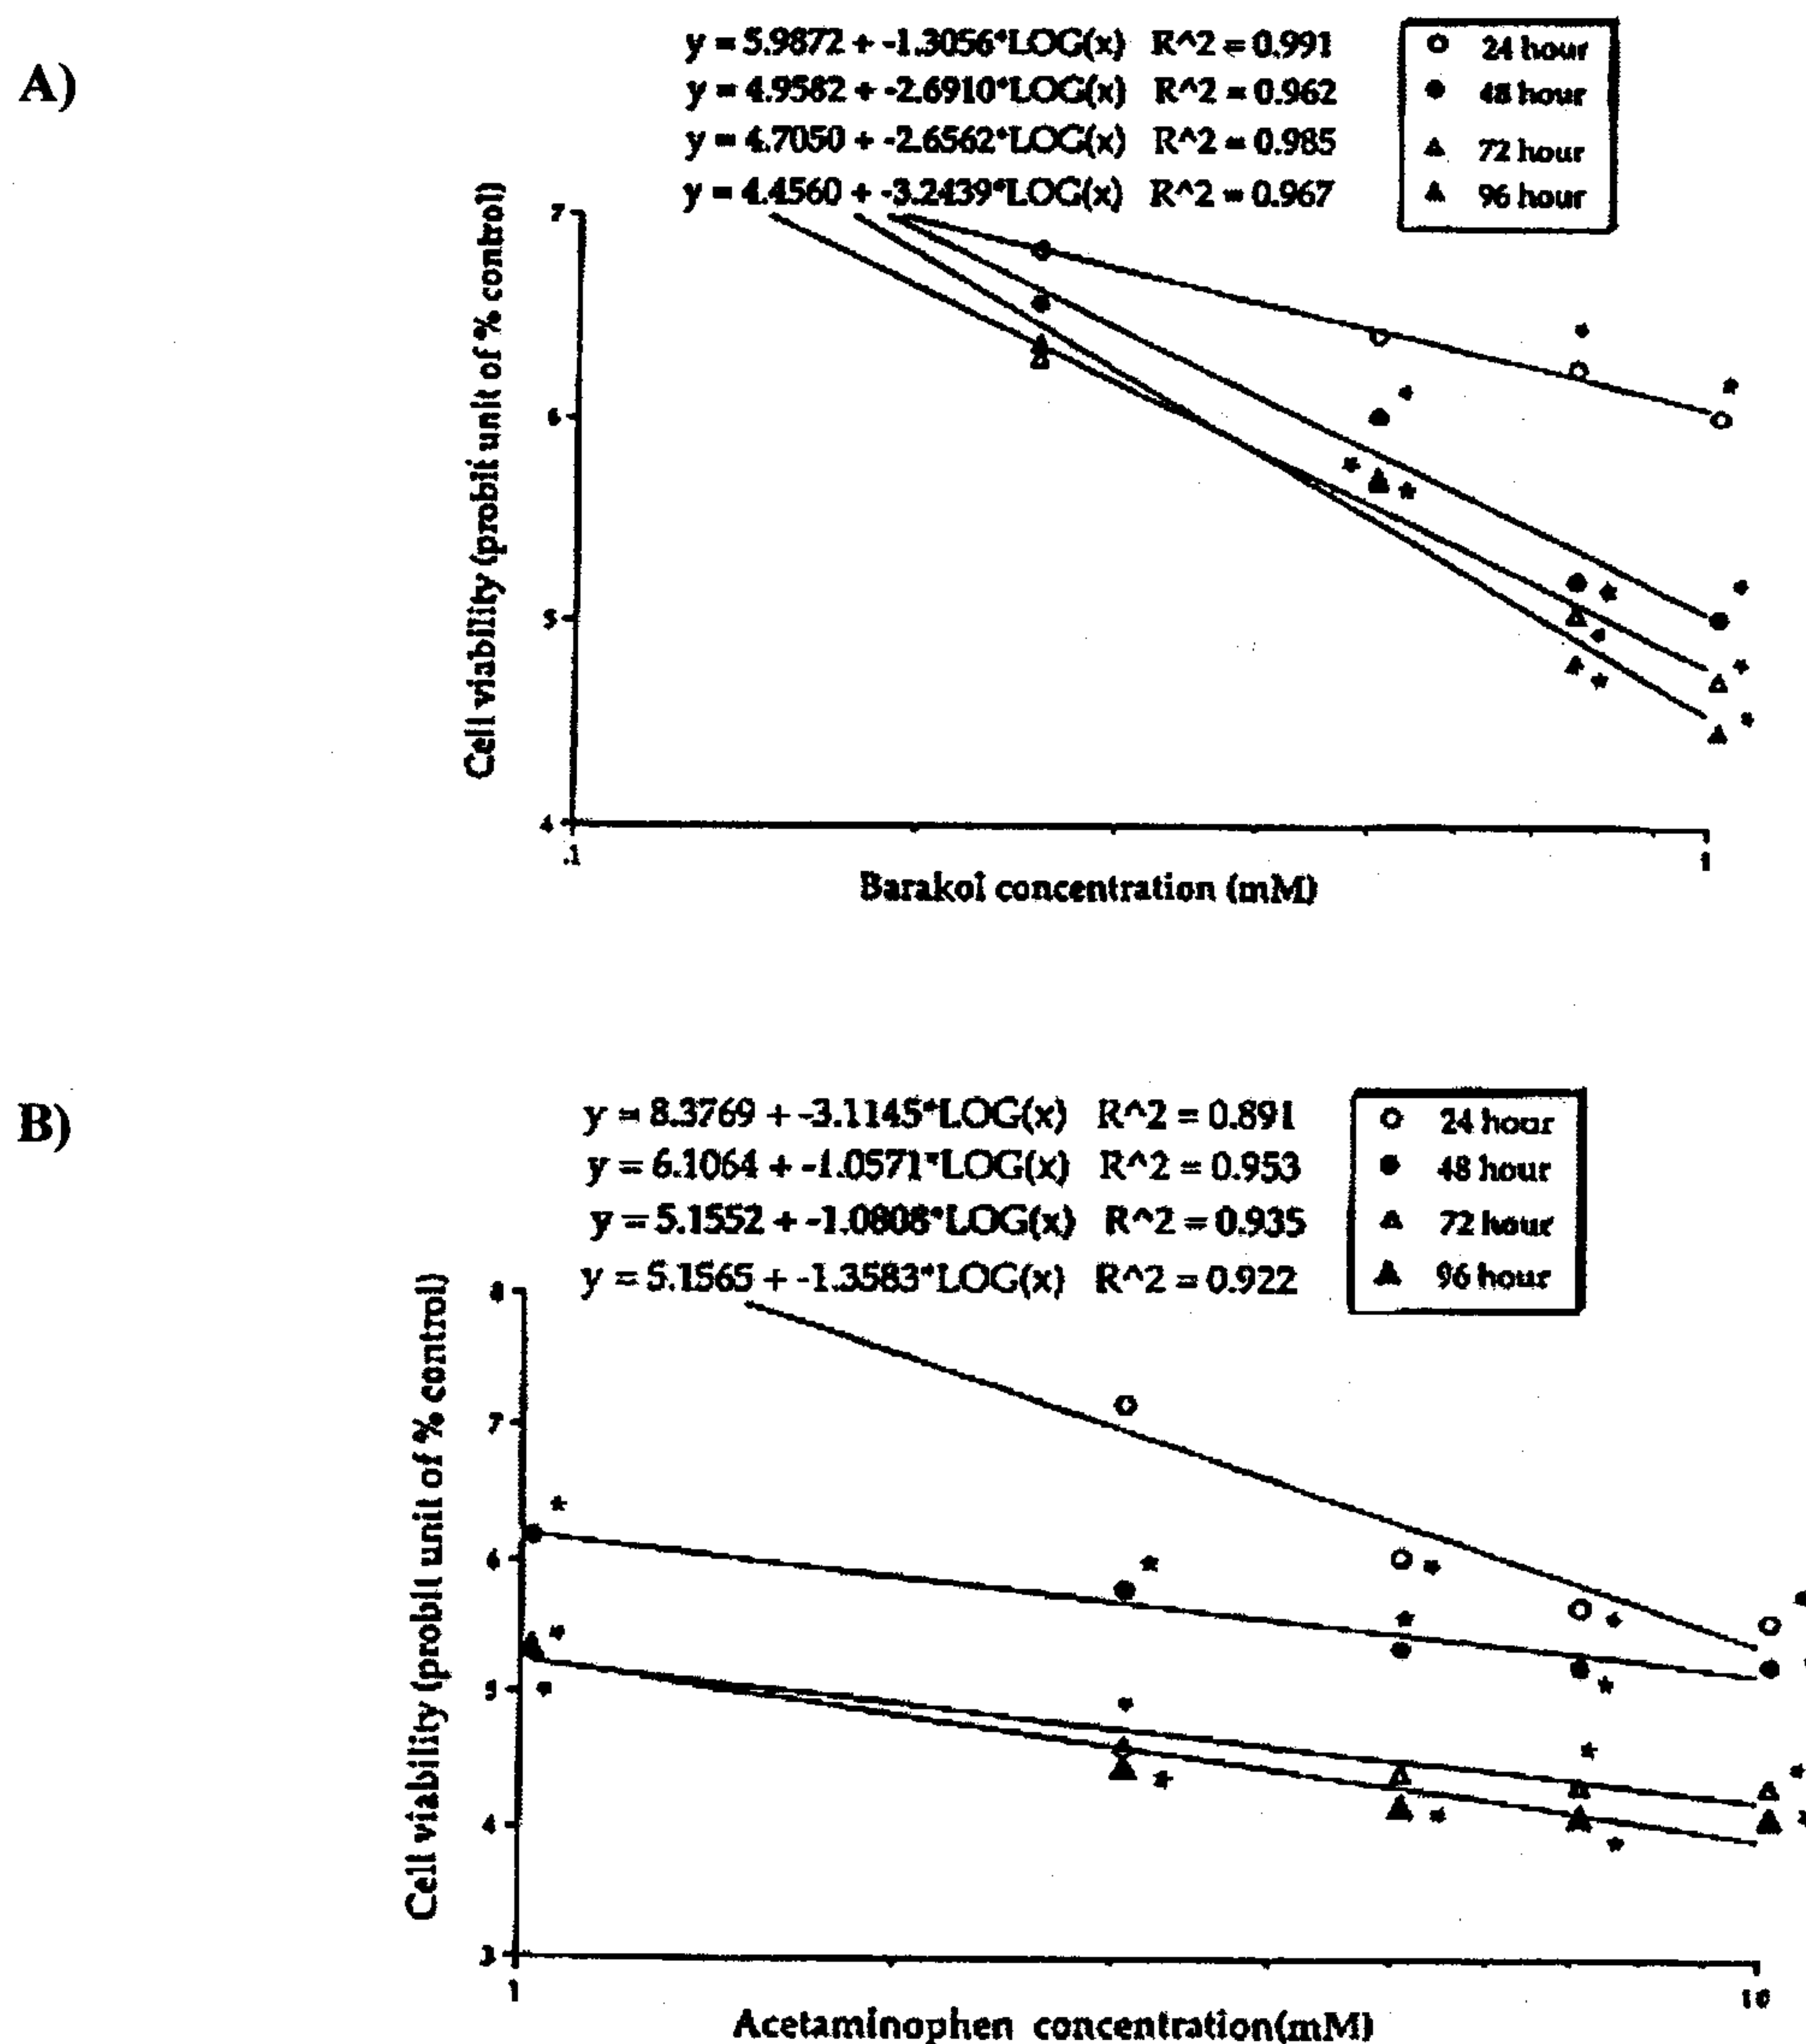 A)
y = 5.9872 + -1.3056*LOG(x) R^2 = 0.991
y = 4.9582 + -2.6910*LOG(x) R^2 = 0.962
y = 4.7050 + -2.6562*LOG(x) R^2 = 0.985
y = 4.4560 + -3.2439*LOG(x) R^2 = 0.967
24 hour
48 hour
72 hour
96 hour
Cell viability (probit unit of % control)
7
6
5
4
.1
1
Barakol concentration (mM)
B)
y = 8.3769 + -3.1145*LOG(x) R^2 = 0.891
y = 6.1064 + -1.0571*LOG(x) R^2 = 0.953
y = 5.1552 + -1.0808*LOG(x) R^2 = 0.935
y = 5.1565 + -1.3583*LOG(x) R^2 = 0.922
24 hour
48 hour
72 hour
96 hour
Cell viability (probit unit of % control)
8
7
6
5
4
3
1
10
Acetaminophen concentration(mM)